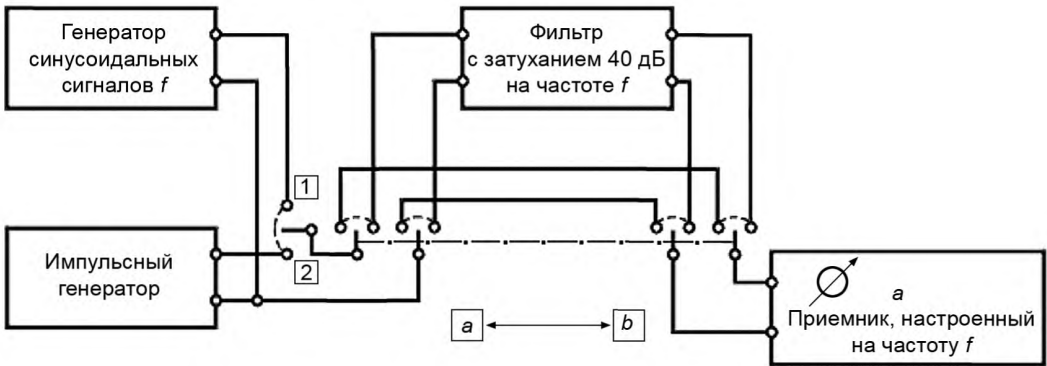 Генератор
синусоидальных
сигналов f
Фильтр
с затуханием 40 дБ
на частоте f
1
2
Импульсный
генератор
a
b
a
Приемник, настроенный
на частоту f